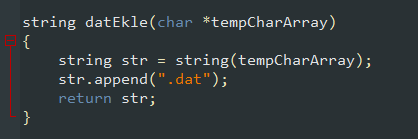 string datEkle(char *tempCharArray)
{
    string str = string(tempCharArray);
    str.append(".dat");
    return str;
}